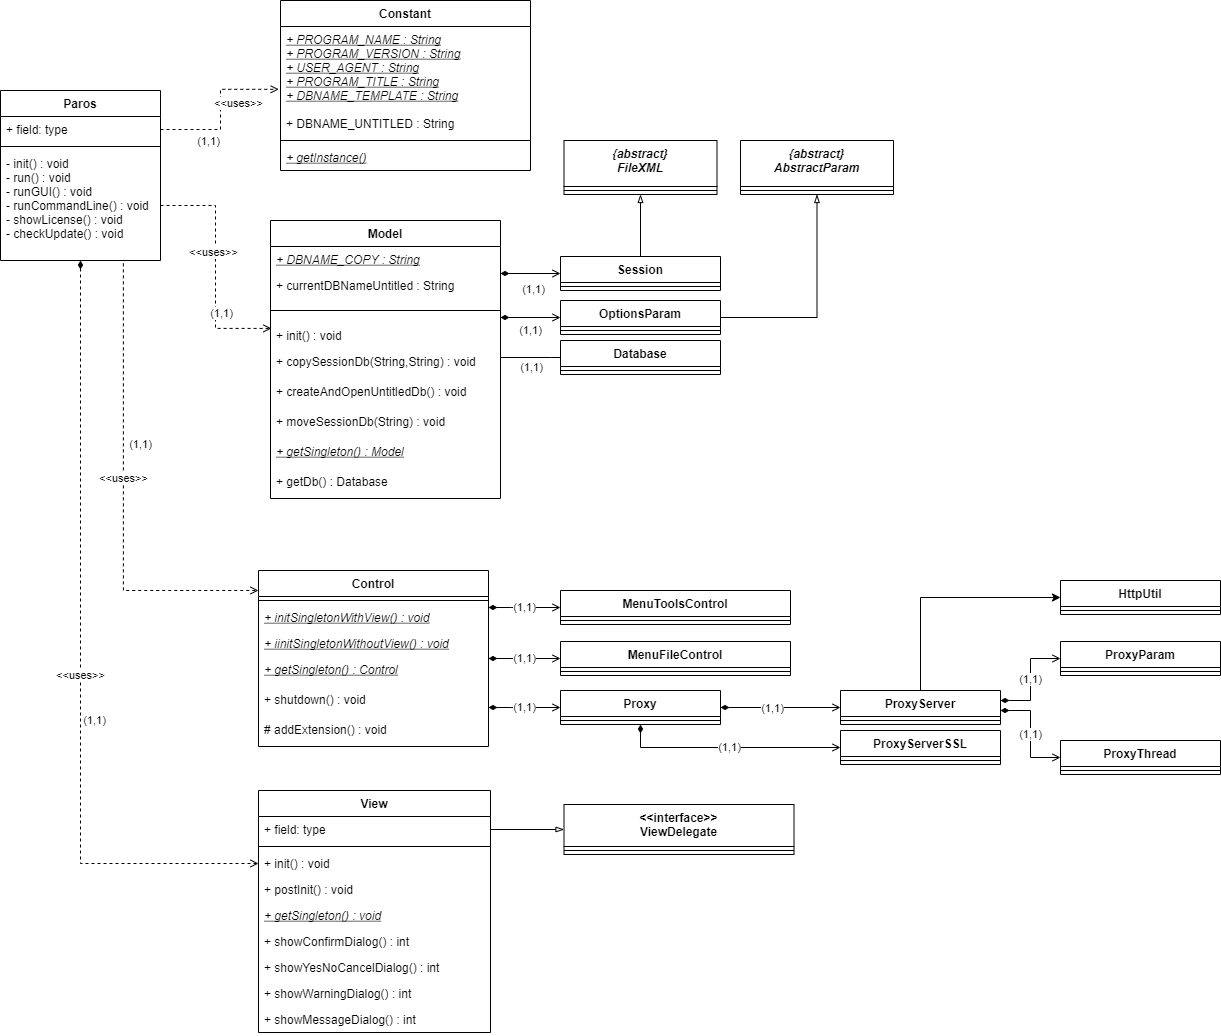 Constant
+ PROGRAM_NAME : String
+ PROGRAM_VERSION : String
+ USER_AGENT : String
+ PROGRAM_TITLE : String
+ DBNAME_TEMPLATE : String
+ DBNAME_UNTITLED : String
+ getInstance()
Paros
+ field: type
- init() : void
- run() : void
- runGUI() : void
- runCommandLine() : void
- showLicense() : void
- checkUpdate() : void
<<uses>>
(1,1)
<<uses>>
(1,1)
{abstract}
FileXML
{abstract}
AbstractParam
Model
+ DBNAME_COPY : String
+ currentDBNameUntitled : String
+ init() : void
+ copySessionDb(String,String) : void
+ createAndOpenUntitledDb() : void
+ moveSessionDb(String) : void
+ getSingleton() : Model
+ getDb() : Database
(1,1)
Session
(1,1)
OptionsParam
(1,1)
Database
(1,1)
<<uses>>
<<uses>>
(1,1)
Control
+ initSingletonWithView() : void
+ iinitSingletonWithoutView() : void
+ getSingleton() : Control
+ shutdown() : void
# addExtension() : void
(1,1)
MenuToolsControl
(1,1)
MenuFileControl
(1,1)
Proxy
(1,1)
ProxyServer
(1,1)
ProxyServerSSL
HttpUtil
(1,1)
ProxyParam
(1,1)
ProxyThread
View
+ field: type
+ init() : void
+ postInit() : void
+ getSingleton() : void
+ showConfirmDialog() : int
+ showYesNoCancelDialog() : int
+ showWarningDialog() : int
+ showMessageDialog() : int
<<interface>>
ViewDelegate